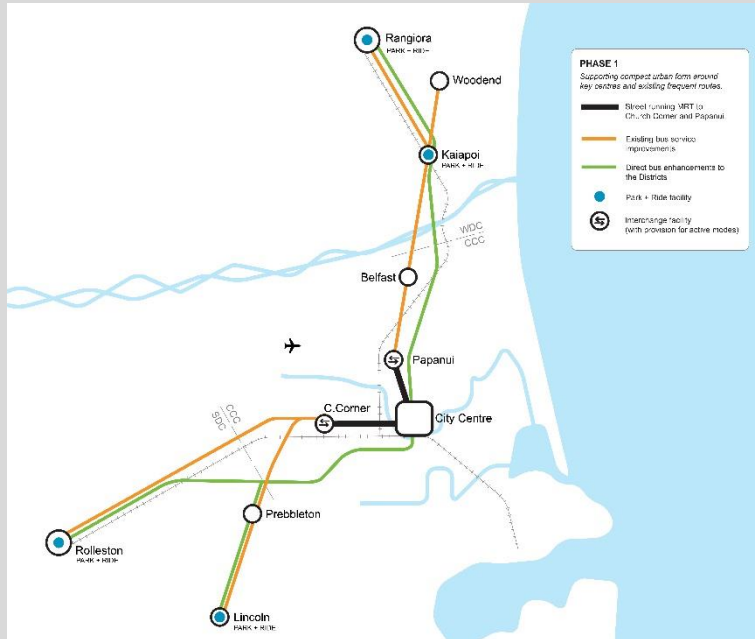 Rangiora
PARK + RIDE
Woodend
Kaiapoi
PARK + RIDE
WDC
CCC
Belfast
Papanui
C.Corner
City Centre
CCC
SDC
Prebbleton
Rolleston
PARK + RIDE
Lincoln
PARK + RIDE
PHASE 1
Supporting compact urban form around
key centres and existing frequent routes.
Street running MRT to
Church Corner and Papanui
Existing bus service
improvements
Direct bus enhancements to
the Districts
Park + Ride facility
Interchange facility
(with provision for active modes)